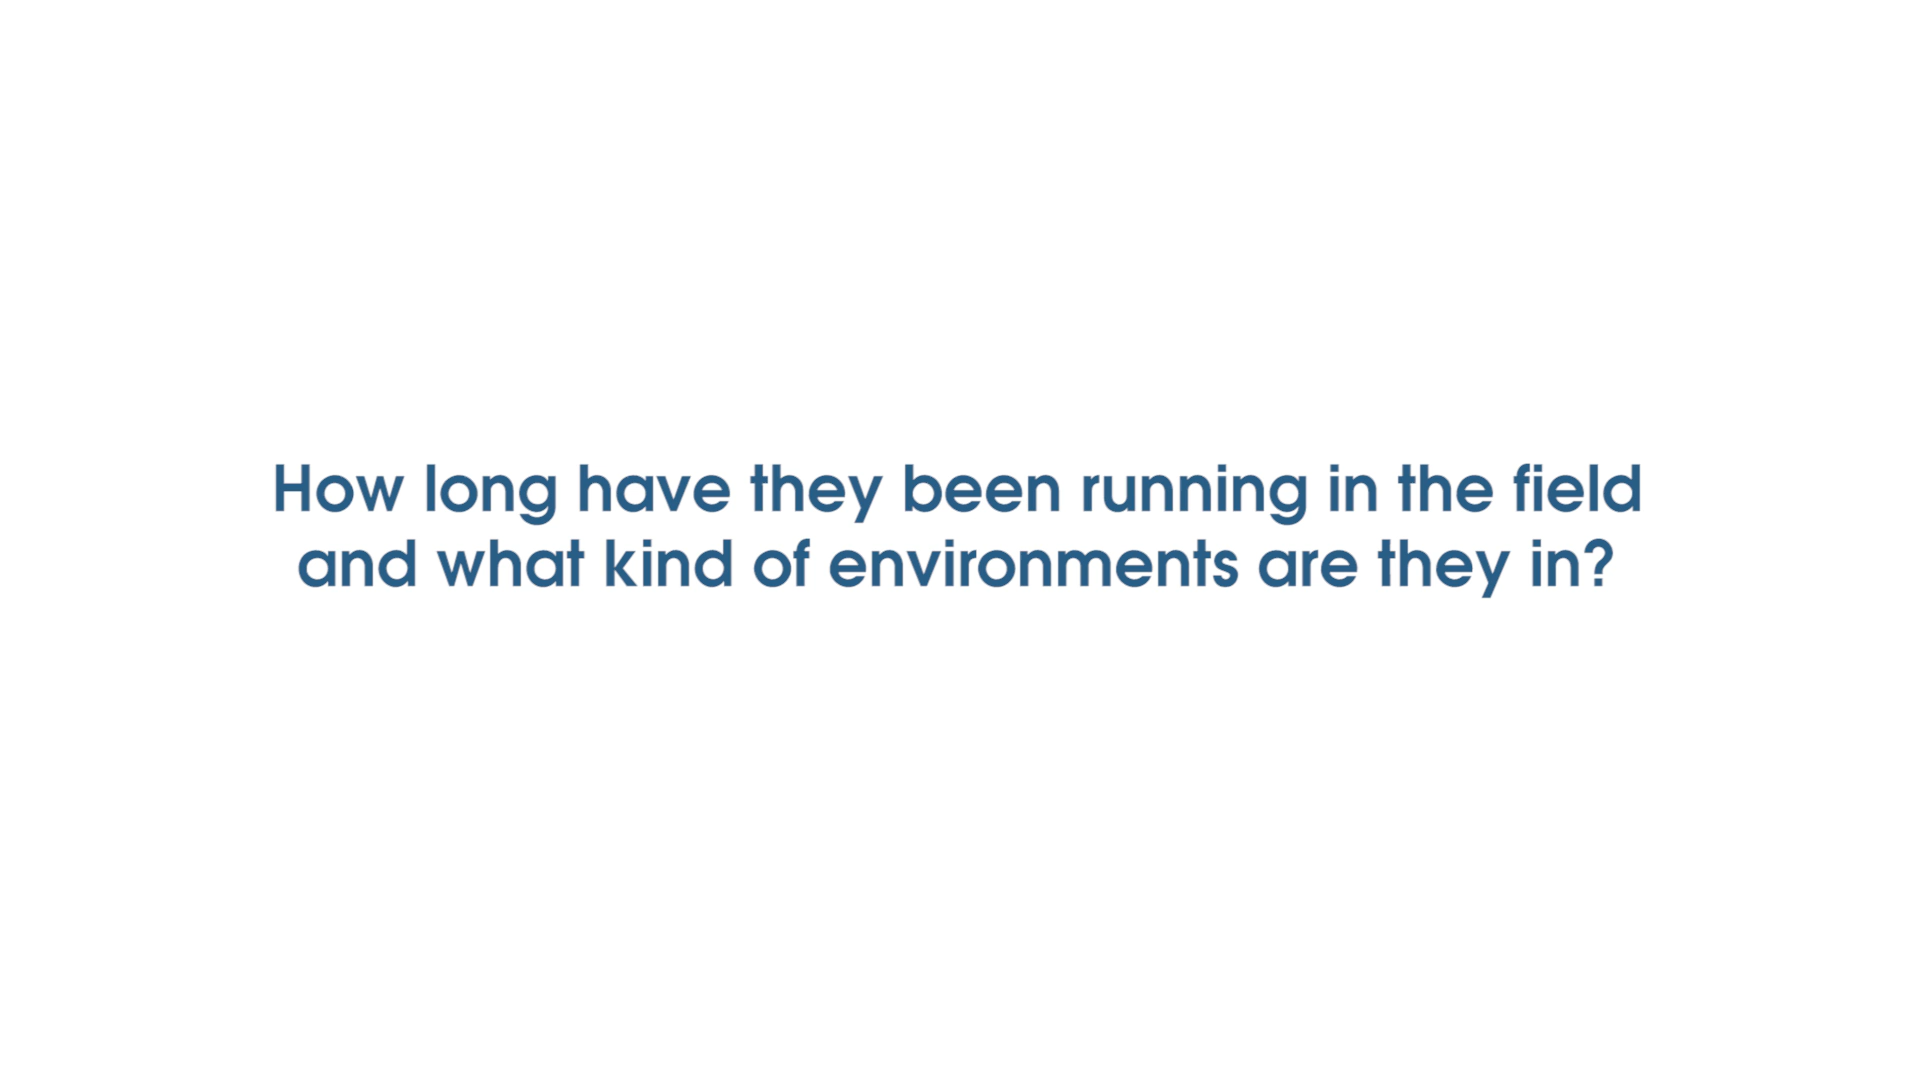 How long have they been running in the field
and what kind of environments are they in?